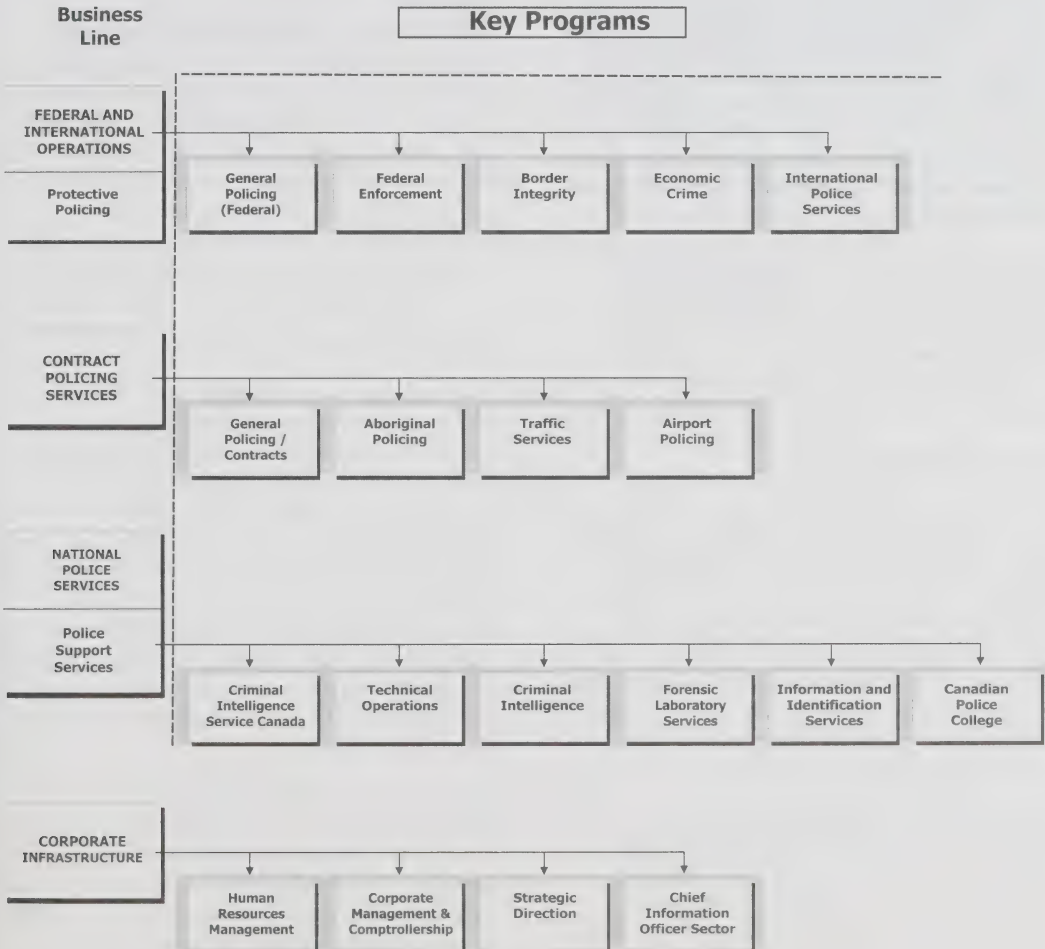 Business
Line
Key Programs
FEDERAL AND
INTERNATIONAL
OPERATIONS
Protective
Policing
General
Policing
(Federal)
Federal
Enforcement
Border
Integrity
Economic
Crime
International
Police
Services
CONTRACT
POLICING
SERVICES
General
Policing /
Contracts
Aboriginal
Policing
Traffic
Services
Airport
Policing
NATIONAL
POLICE
SERVICES
Police
Support
Services
Criminal
Intelligence
Service Canada
Technical
Operations
Criminal
Intelligence
Forensic
Laboratory
Services
Information and
Identification
Services
Canadian
Police
College
CORPORATE
INFRASTRUCTURE
Human
Resources
Management
Corporate
Management &
Comptrollership
Strategic
Direction
Chief
Information
Officer Sector